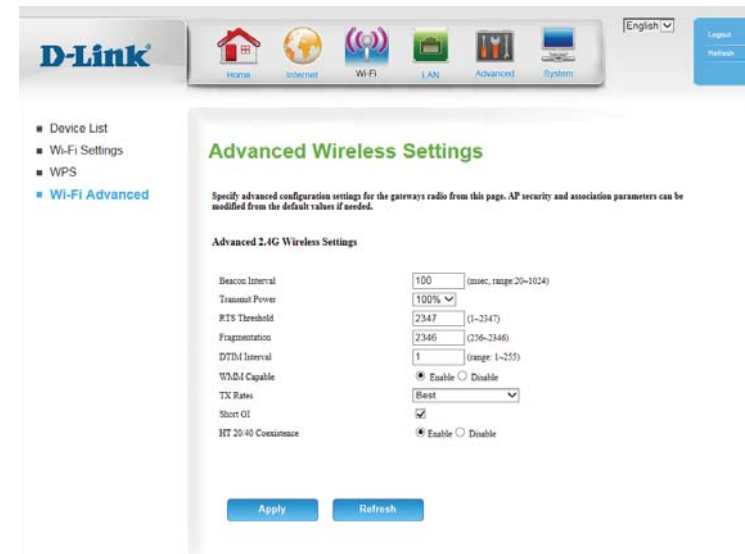 English
Logout
Refresh
D-Link
Home
Internet
Wi-Fi
LAN
Advanced
System
Device List
Wi-Fi Settings
WPS
Wi-Fi Advanced
Advanced Wireless Settings
Specify advanced configuration settings for the gateways radio from this page. AP security and association parameters can be
modified from the default values if needed.
Advanced 2.4G Wireless Settings
Beacon Interval 100 (msec, range:20~1024)
Transmit Power 100%
RTS Threshold 2347 (1~2347)
Fragmentation 2346 (256~2346)
DTIM Interval 1 (range: 1~255)
WMM Capable Enable Disable
TX Rates Best
Short GI
HT 20/40 Coexistence Enable Disable
Apply Refresh